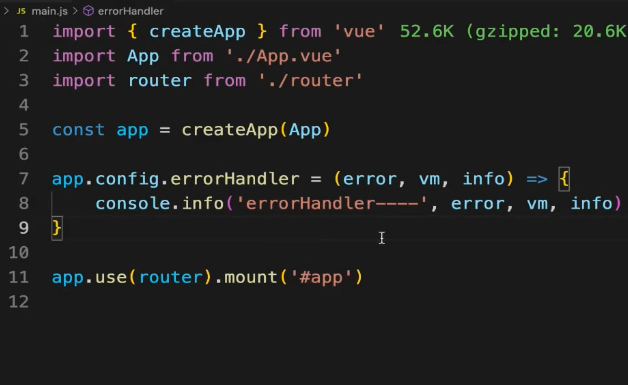 > JS main.js > errorHandler
1 import { createApp } from 'vue' 52.6K (gzipped: 20.6K
2 import App from './App.vue'
3 import router from './router'
4
5 const app = createApp(App)
6
7 app.config.errorHandler = (error, vm, info) => {
8 console.info('errorHandler----', error, vm, info)
9 }
10
11 app.use(router).mount('#app')
12